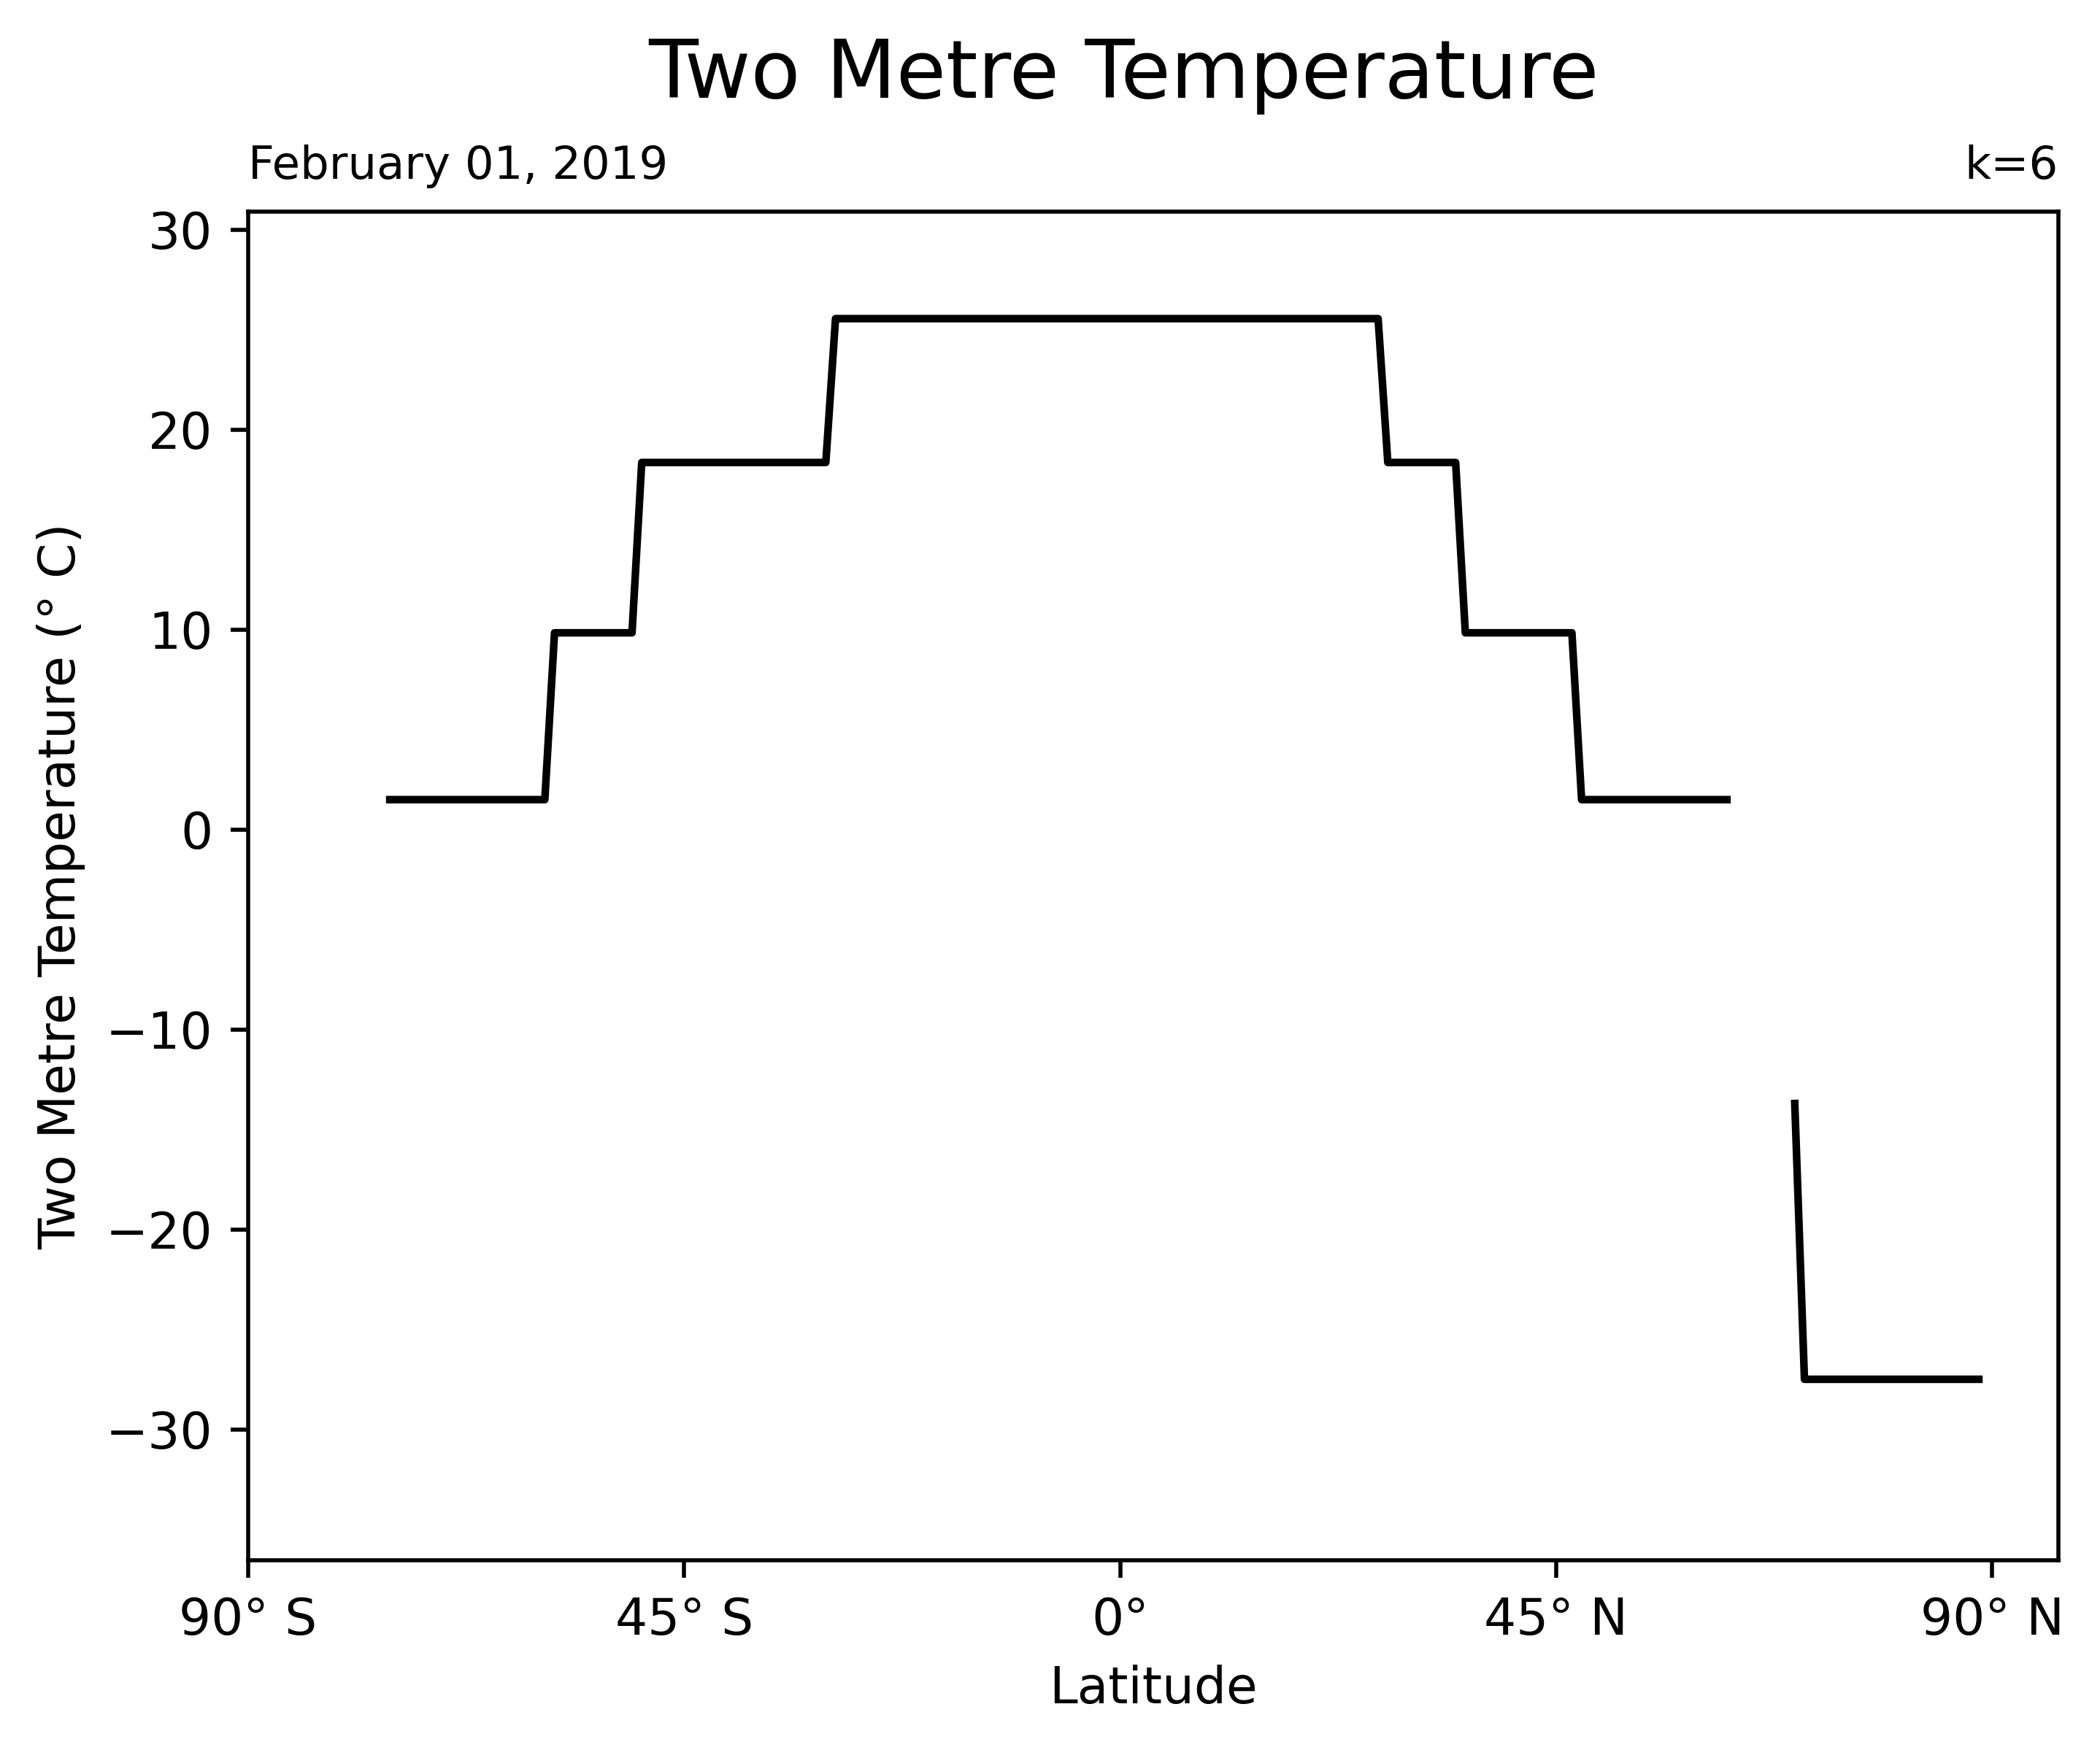 Two Metre Temperature
February 01, 2019
k=6
30
20
10
0
−10
−20
−30
Two Metre Temperature (° C)
90° S
45° S
0°
45° N
90° N
Latitude